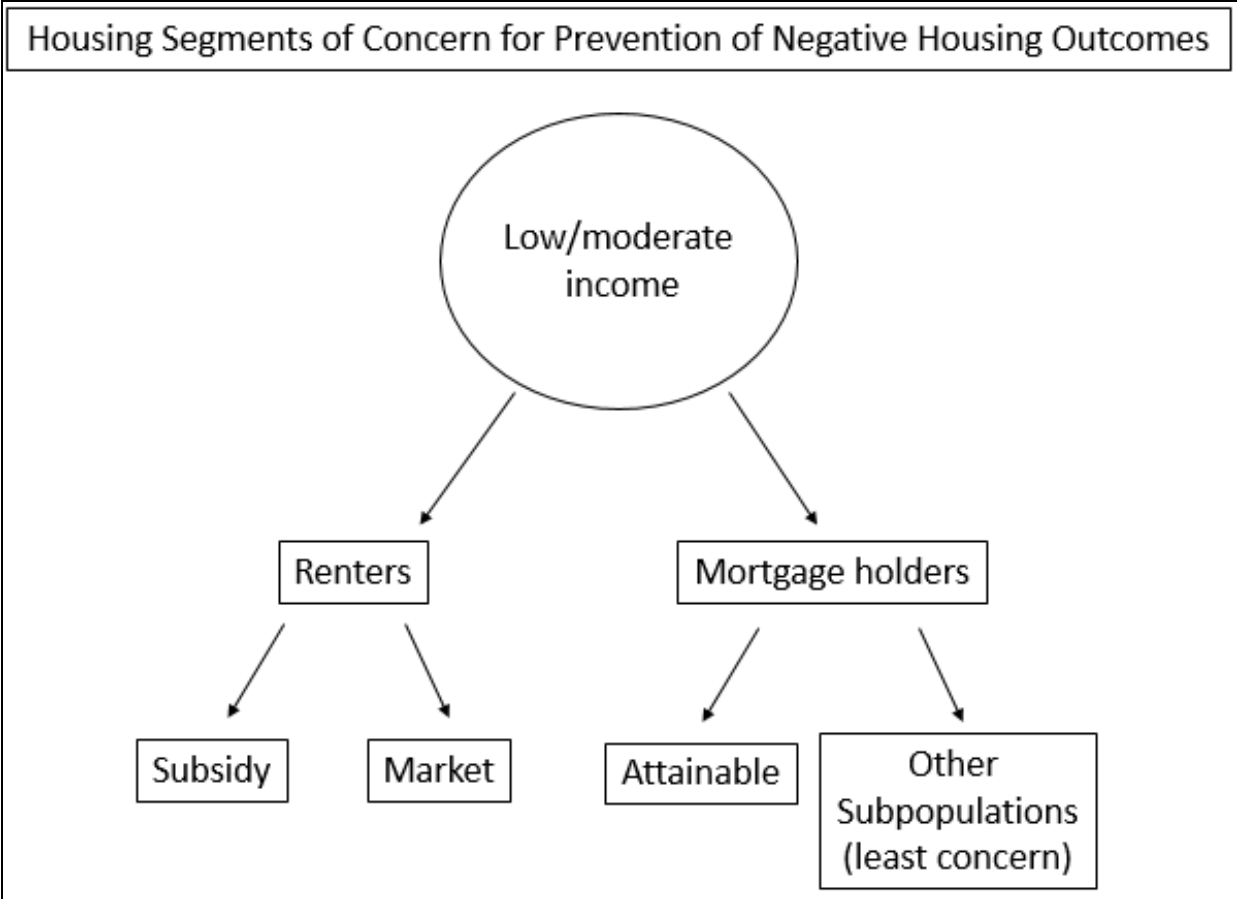 Housing Segments of Concern for Prevention of Negative Housing Outcomes
Low/moderate
income
Renters
Mortgage holders
Subsidy
Market
Attainable
Other
Subpopulations
(least concern)